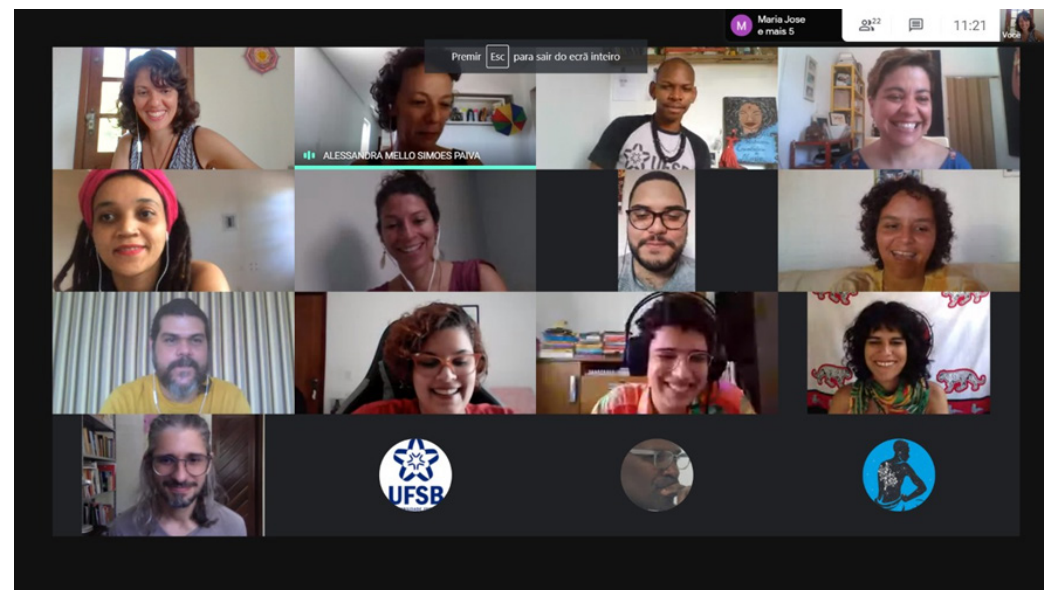 M Maria Jose
e mais 5
22
11:21
Você
Premir Esc para sair do ecrã inteiro
ALESSANDRA MELLO SIMOES PAIVA
UFSB
UFSB